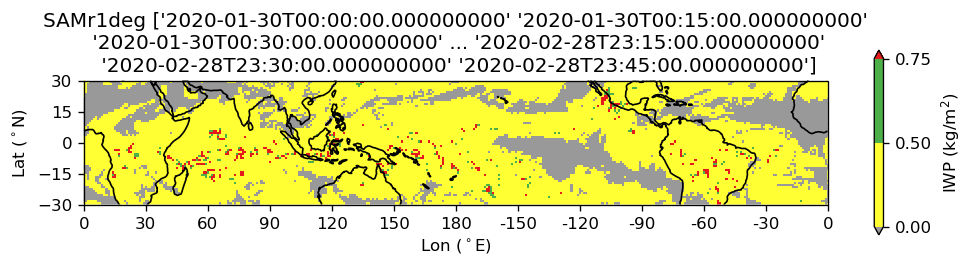 SAMr1deg ['2020-01-30T00:00:00.000000000' '2020-01-30T00:15:00.000000000'
'2020-01-30T00:30:00.000000000' ... '2020-02-28T23:15:00.000000000'
'2020-02-28T23:30:00.000000000' '2020-02-28T23:45:00.000000000']
30
15
0
−15
−30
Lat (°N)
0 30 60 90 120 150 180 -150 -120 -90 -60 -30 0
Lon (°E)
0.75
0.50
0.00
IWP (kg/m²)